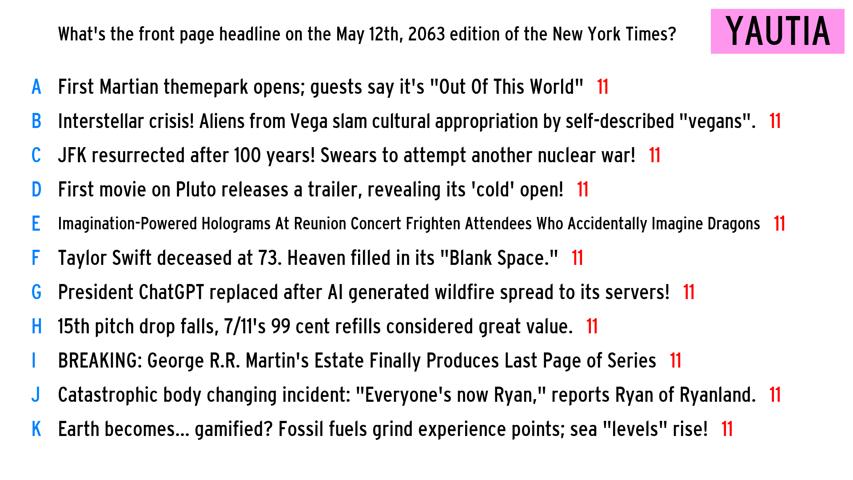 What's the front page headline on the May 12th, 2063 edition of the New York Times?
YAUTIA
A First Martian themepark opens; guests say it's "Out Of This World" 11
B Interstellar crisis! Aliens from Vega slam cultural appropriation by self-described "vegans". 11
C JFK resurrected after 100 years! Swears to attempt another nuclear war! 11
D First movie on Pluto releases a trailer, revealing its 'cold' open! 11
E Imagination-Powered Holograms At Reunion Concert Frighten Attendees Who Accidentally Imagine Dragons 11
F Taylor Swift deceased at 73. Heaven filled in its "Blank Space." 11
G President ChatGPT replaced after AI generated wildfire spread to its servers! 11
H 15th pitch drop falls, 7/11's 99 cent refills considered great value. 11
I BREAKING: George R.R. Martin's Estate Finally Produces Last Page of Series 11
J Catastrophic body changing incident: "Everyone's now Ryan," reports Ryan of Ryanland. 11
K Earth becomes... gamified? Fossil fuels grind experience points; sea "levels" rise! 11